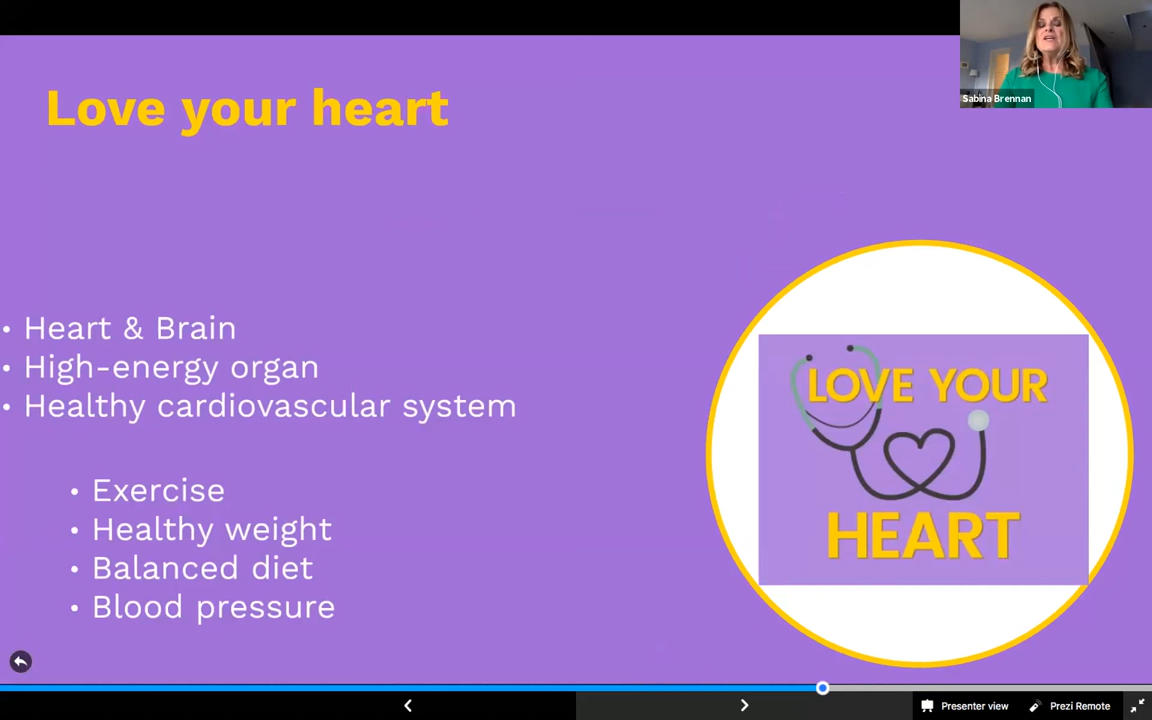 Sabina Brennan
Love your heart
• Heart & Brain
• High-energy organ
• Healthy cardiovascular system
• Exercise
• Healthy weight
• Balanced diet
• Blood pressure
LOVE YOUR
HEART
Presenter view
Prezi Remote